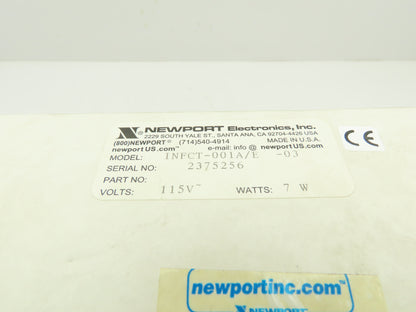 NEWPORT Electronics, Inc.
2229 SOUTH YALE ST., SANTA ANA, CA 92704-4426 USA
(800)NEWPORT® (714)540-4914 MADE IN U.S.A.
newportUS.com™ e-mail: info@newportUS.com
MODEL: INFCT-001A/E -03
SERIAL NO: 2375256
PART NO:
VOLTS: 115V~ WATTS: 7 W
CE
newportinc.com™
NEWPORT